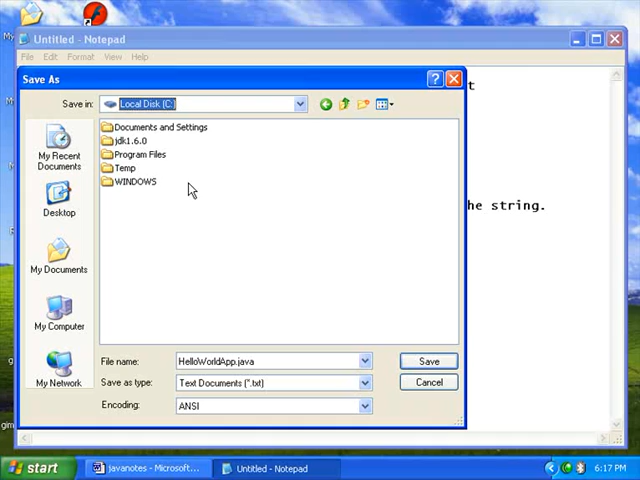 Untitled - Notepad
File Edit Format View Help
t
Save As
Save in: Local Disk (C:)
Documents and Settings
jdk1.6.0
Program Files
Temp
WINDOWS
he string.
My Recent
Documents
Desktop
My Documents
My Computer
My Network
File name: HelloWorldApp.java Save
Save as type: Text Documents (*.txt) Cancel
Encoding: ANSI
gim
start javanotes - Microsoft... Untitled - Notepad 6:17 PM